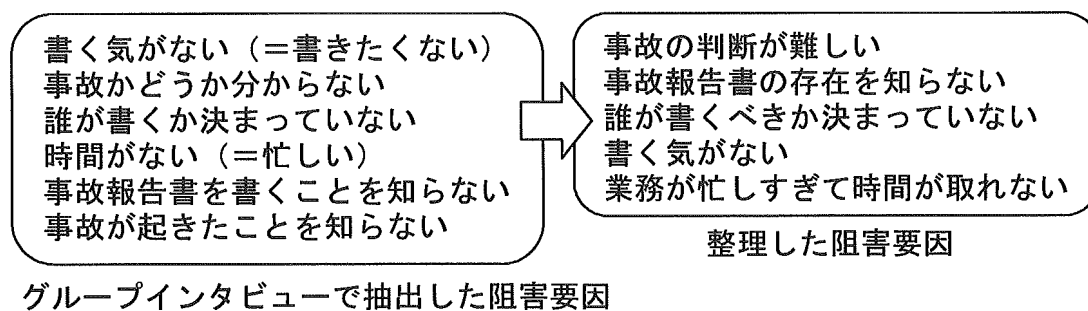 書く気がない（＝書きたくない）
事故かどうか分からない
誰が書くか決まっていない
時間がない（＝忙しい）
事故報告書を書くことを知らない
事故が起きたことを知らない
グループインタビューで抽出した阻害要因
事故の判断が難しい
事故報告書の存在を知らない
誰が書くべきか決まっていない
書く気がない
業務が忙しすぎて時間が取れない
整理した阻害要因